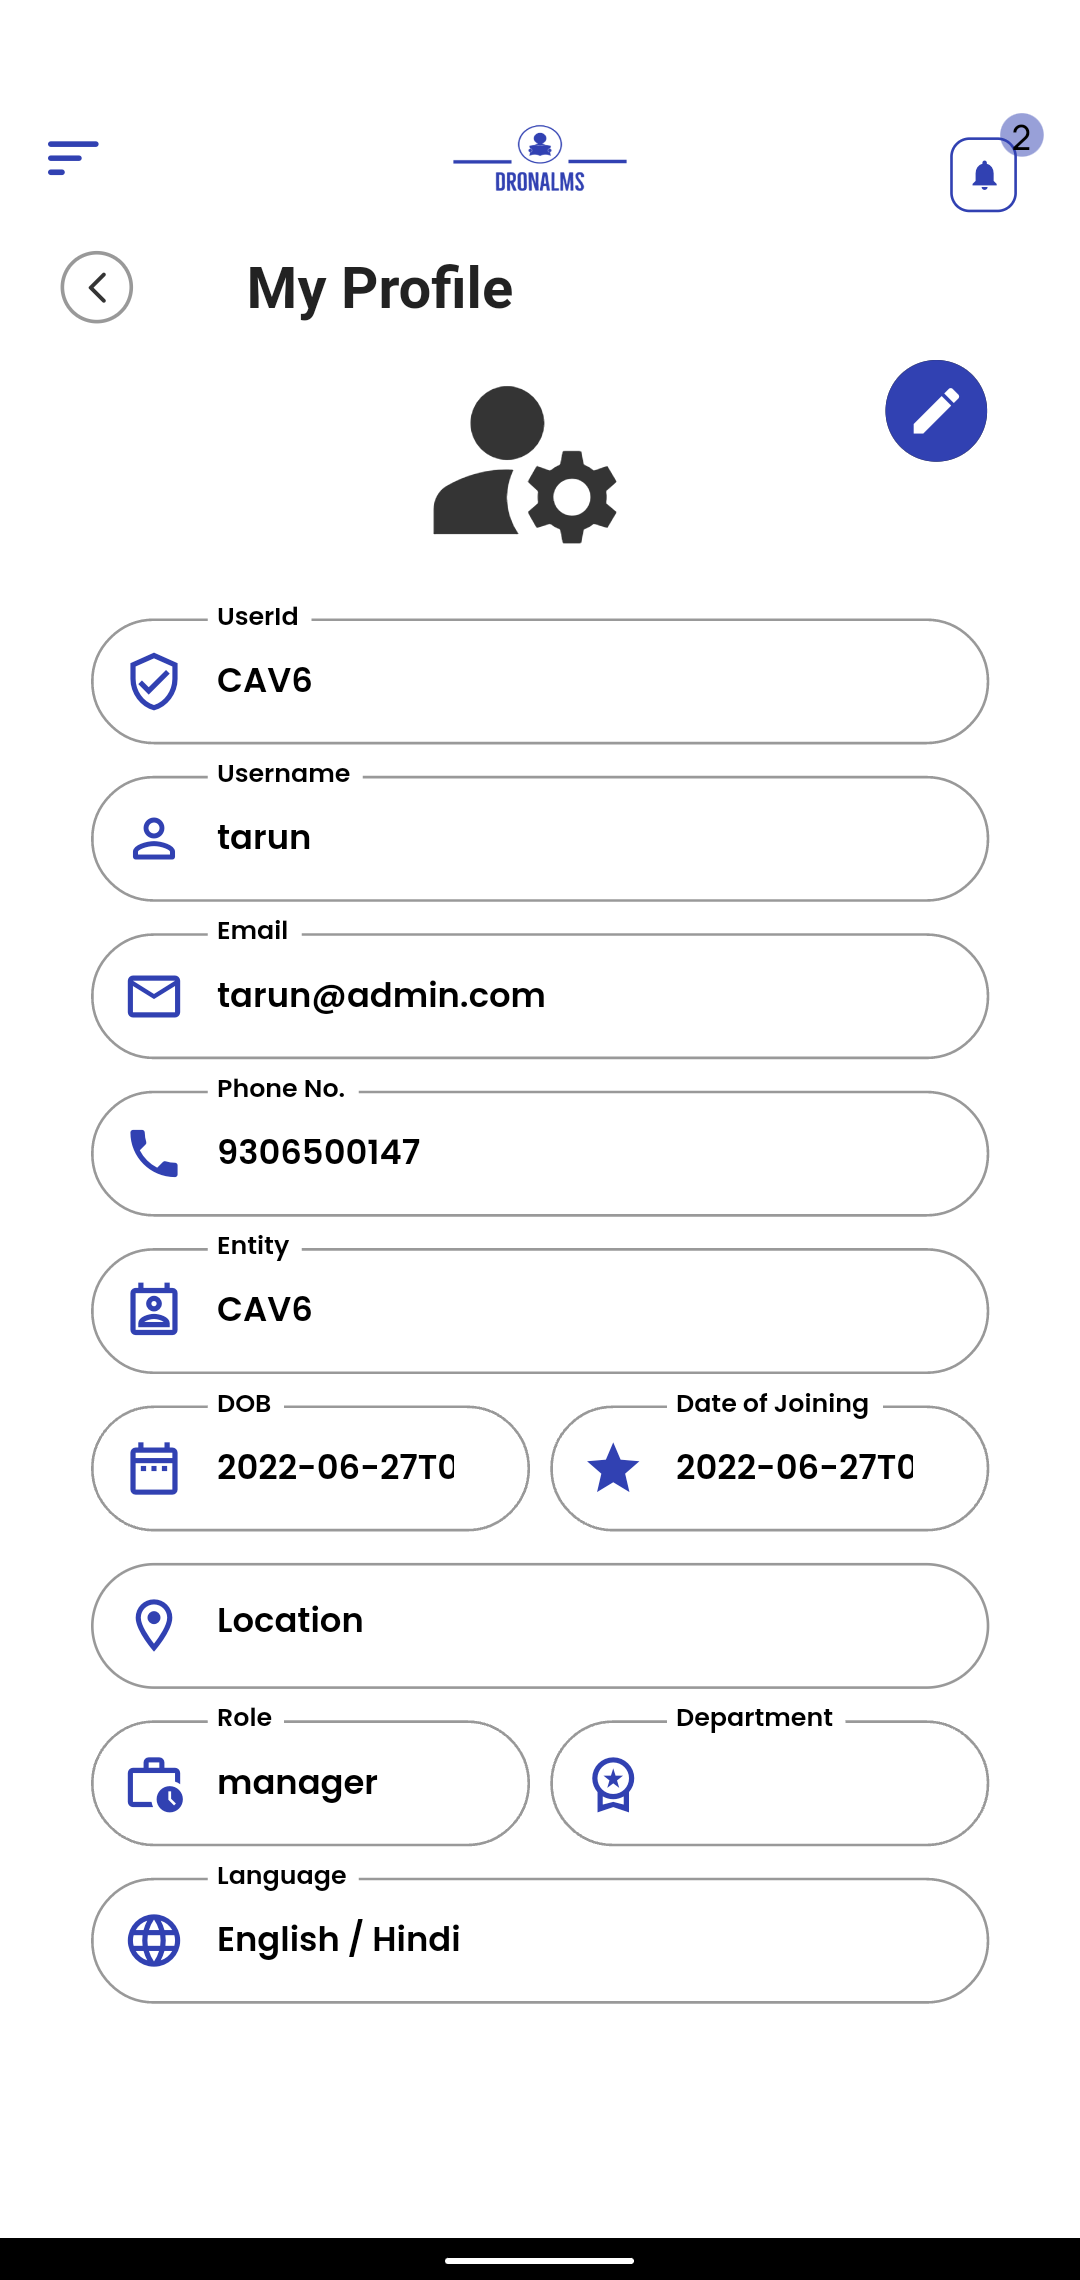 2
DRONALMS
My Profile
UserId
CAV6
Username
tarun
Email
tarun@admin.com
Phone No.
9306500147
Entity
CAV6
DOB
2022-06-27T0
Date of Joining
2022-06-27T0
Location
Role
manager
Department
Language
English / Hindi